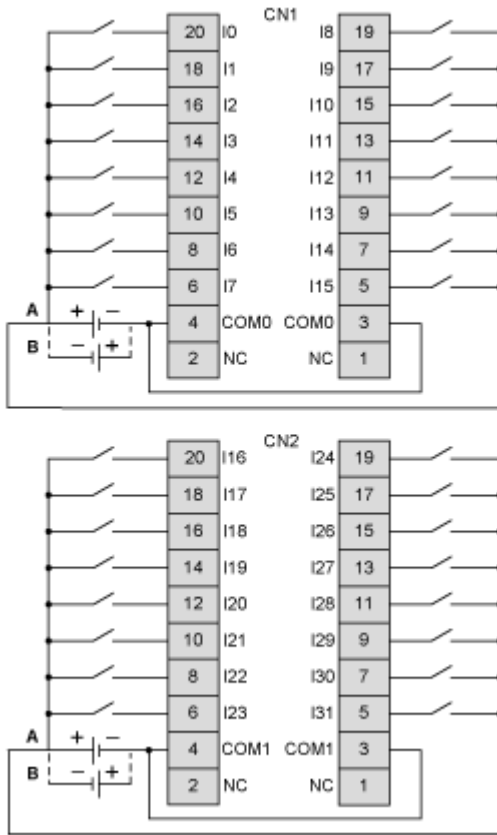 CN1
20 I0 I8 19
18 I1 I9 17
16 I2 I10 15
14 I3 I11 13
12 I4 I12 11
10 I5 I13 9
8 I6 I14 7
6 I7 I15 5
A + −
4 COM0 COM0 3
B − +
2 NC NC 1
CN2
20 I16 I24 19
18 I17 I25 17
16 I18 I26 15
14 I19 I27 13
12 I20 I28 11
10 I21 I29 9
8 I22 I30 7
6 I23 I31 5
A + −
4 COM1 COM1 3
B − +
2 NC NC 1